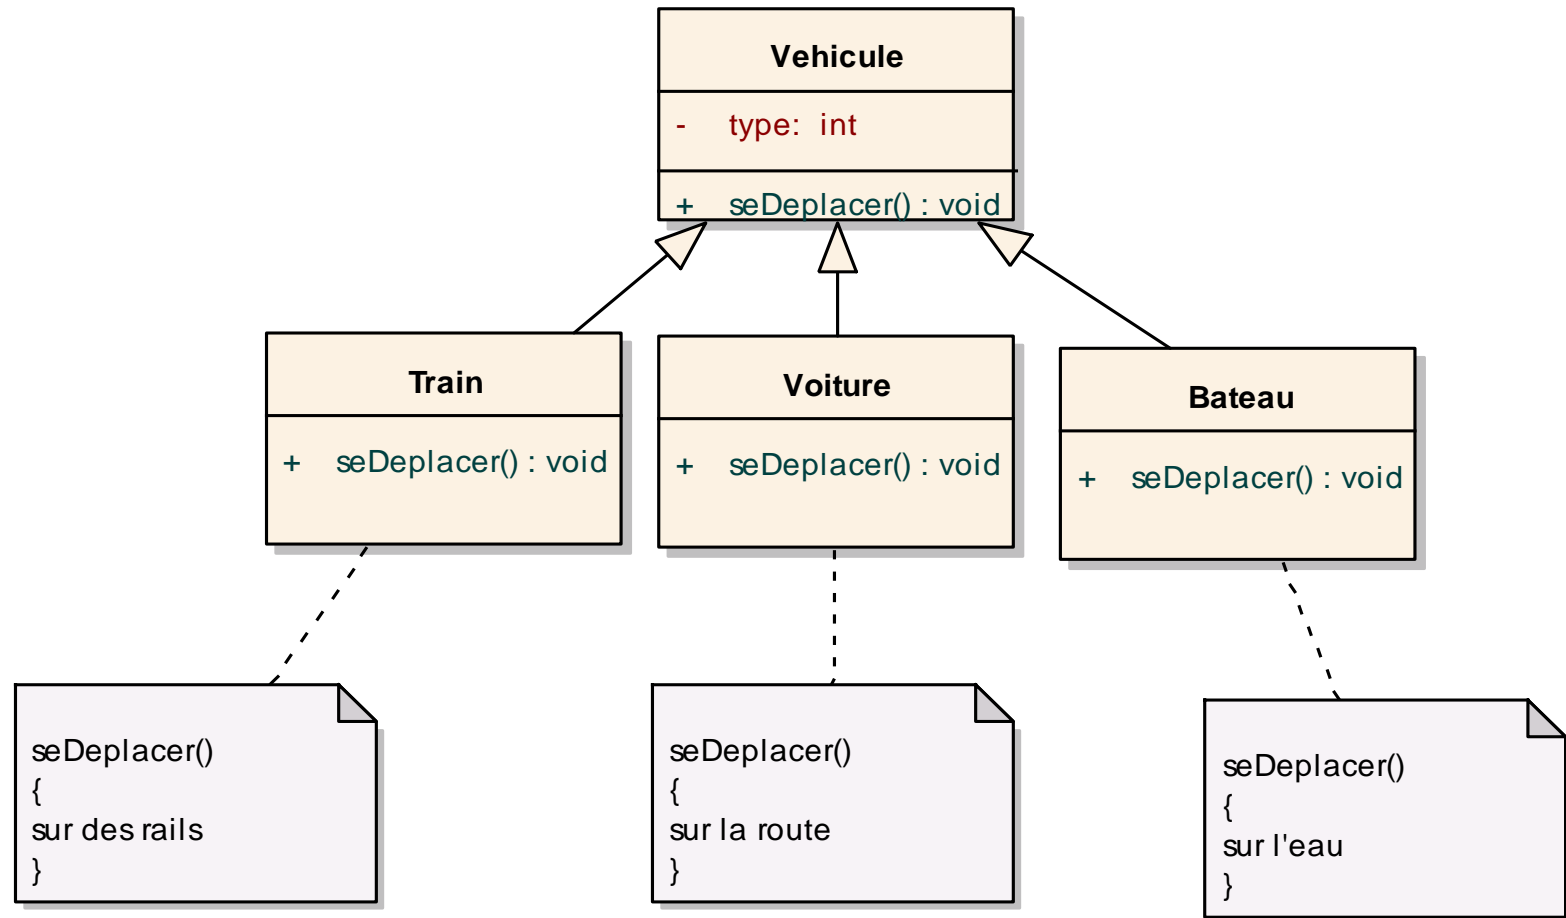 Vehicule
- type: int
+ seDeplacer() : void
Train
+ seDeplacer() : void
Voiture
+ seDeplacer() : void
Bateau
+ seDeplacer() : void
seDeplacer()
{
sur des rails
}
seDeplacer()
{
sur la route
}
seDeplacer()
{
sur l'eau
}